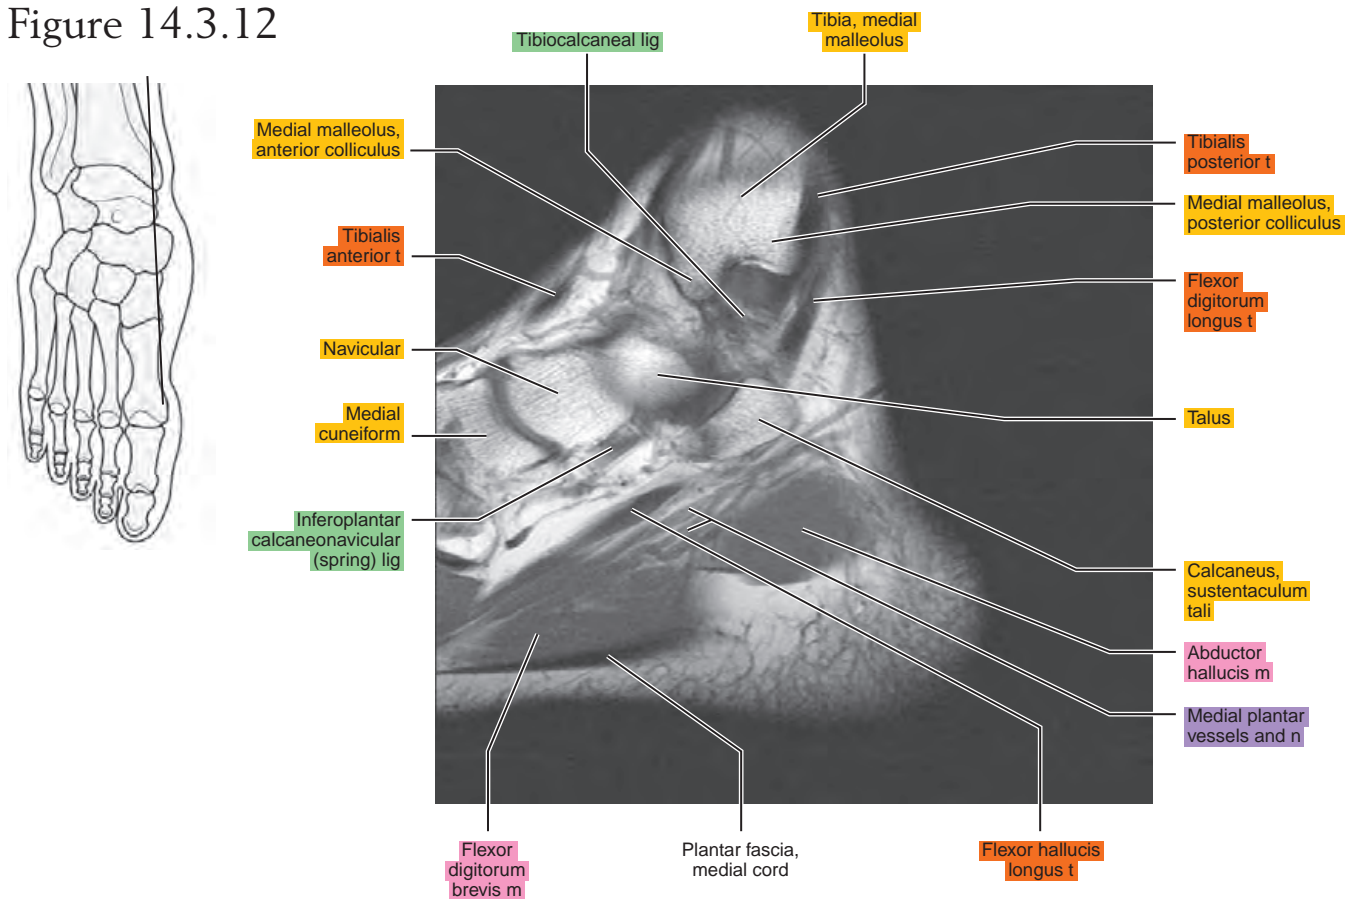 Figure 14.3.12
Tibiocalcaneal lig
Tibia, medial
malleolus
Medial malleolus,
anterior colliculus
Tibialis
anterior t
Navicular
Medial
cuneiform
Inferoplantar
calcaneonavicular
(spring) lig
Tibialis
posterior t
Medial malleolus,
posterior colliculus
Flexor
digitorum
longus t
Talus
Calcaneus,
sustentaculum
tali
Abductor
hallucis m
Medial plantar
vessels and n
Flexor
digitorum
brevis m
Plantar fascia,
medial cord
Flexor hallucis
longus t